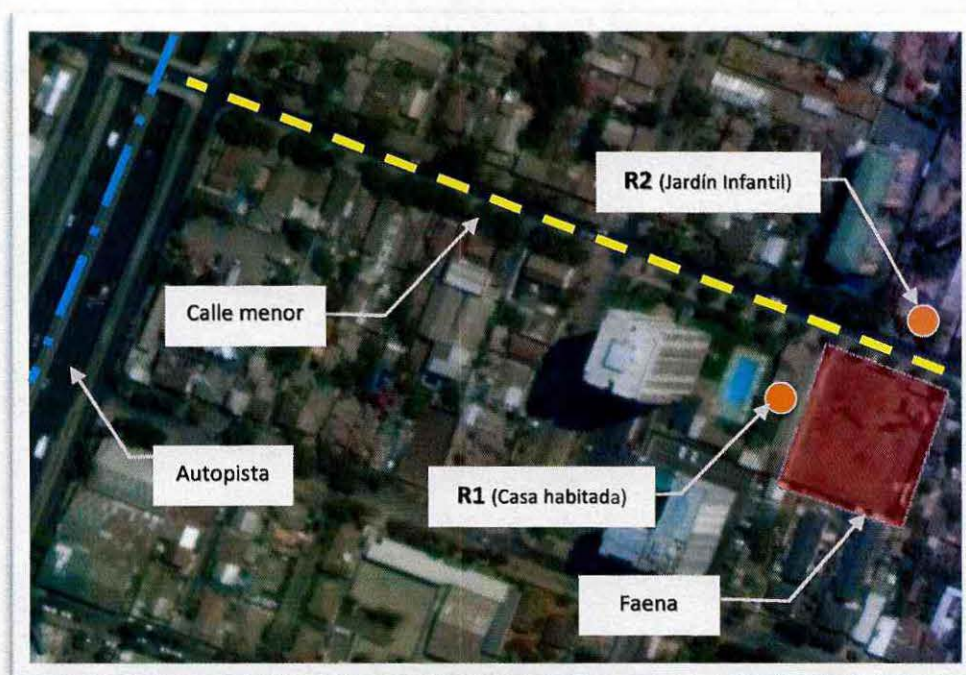 R2 (Jardín Infantil)
Calle menor
Autopista
R1 (Casa habitada)
Faena